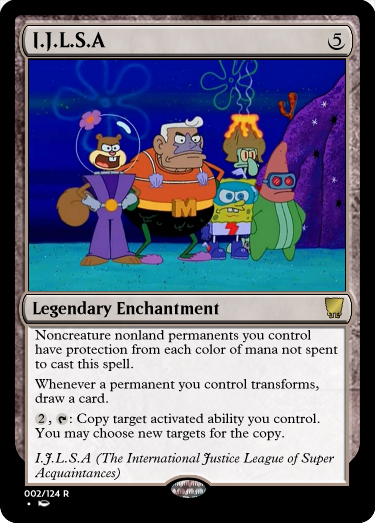 I.J.L.S.A
5
M
Legendary Enchantment
Noncreature nonland permanents you control
have protection from each color of mana not spent
to cast this spell.
Whenever a permanent you control transforms,
draw a card.
2, : Copy target activated ability you control.
You may choose new targets for the copy.
I.J.L.S.A (The International Justice League of Super
Acquaintances)
002/124 R